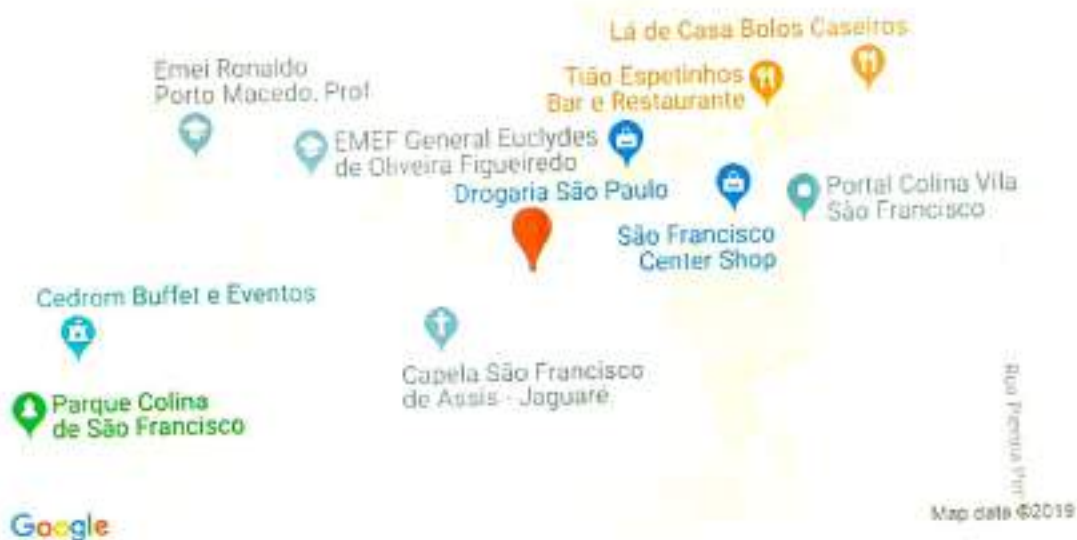 Lá de Casa Bolos Caseiros
Emei Ronaldo
Porto Macedo, Prof
Tião Espetinhos
Bar e Restaurante
EMEF General Euclydes
de Oliveira Figueiredo
Drogaria São Paulo
Portal Colina Vila
São Francisco
São Francisco
Center Shop
Cedrom Buffet e Eventos
Capela São Francisco
de Assis - Jaguaré
Parque Colina
de São Francisco
Rua
Google
Map data ©2019